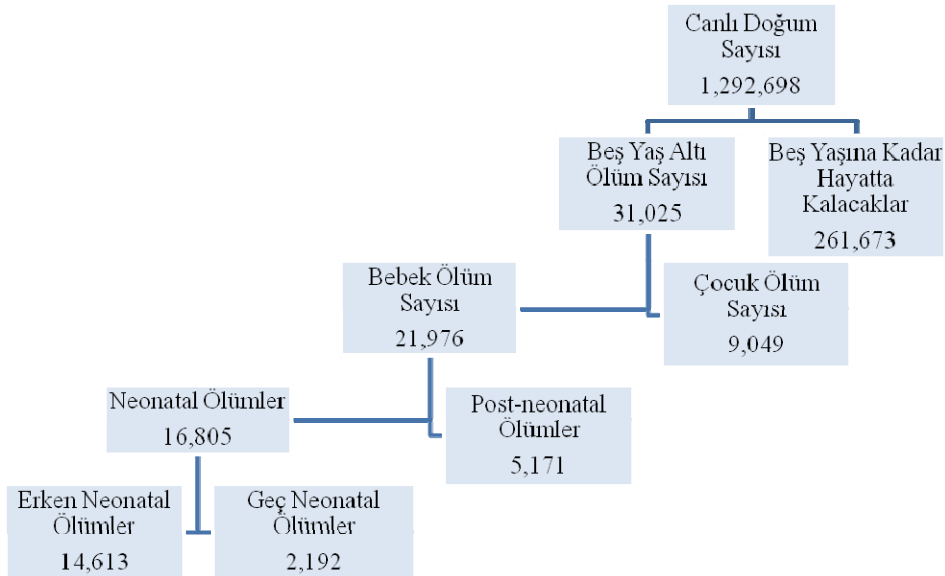 Canlı Doğum
Sayısı
1,292,698
Beş Yaş Altı
Ölüm Sayısı
31,025
Beş Yaşına Kadar
Hayatta
Kalacaklar
261,673
Bebek Ölüm
Sayısı
21,976
Çocuk Ölüm
Sayısı
9,049
Neonatal Ölümler
16,805
Post-neonatal
Ölümler
5,171
Erken Neonatal
Ölümler
14,613
Geç Neonatal
Ölümler
2,192